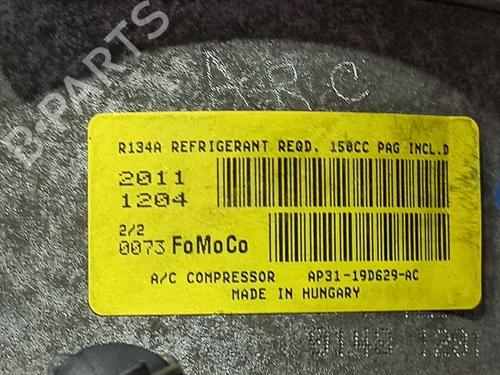 B-PARTS
ARC
R134A REFRIGERANT REQD. 150CC PAG INCL.D
2011
1204
2/2
0073 FoMoCo
A/C COMPRESSOR AP31-19D629-AC
MADE IN HUNGARY